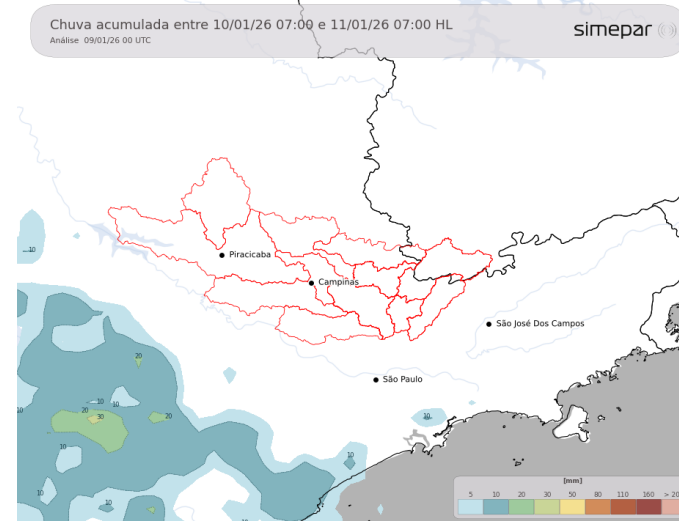 Chuva acumulada entre 10/01/26 07:00 e 11/01/26 07:00 HL
simepar
Análise 09/01/26 00 UTC
10
Piracicaba
Campinas
São José Dos Campos
20
São Paulo
10
10
10
20
30
20
10
10
10
10
10
[mm]
5 10 20 30 50 80 110 160 > 20